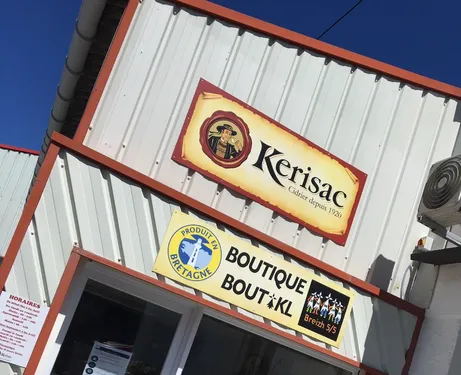 Kerisac
Cidrier depuis 1920
PRODUIT EN
BRETAGNE
BOUTIQUE
BOUTIKL
Breizh 5/5
HORAIRES